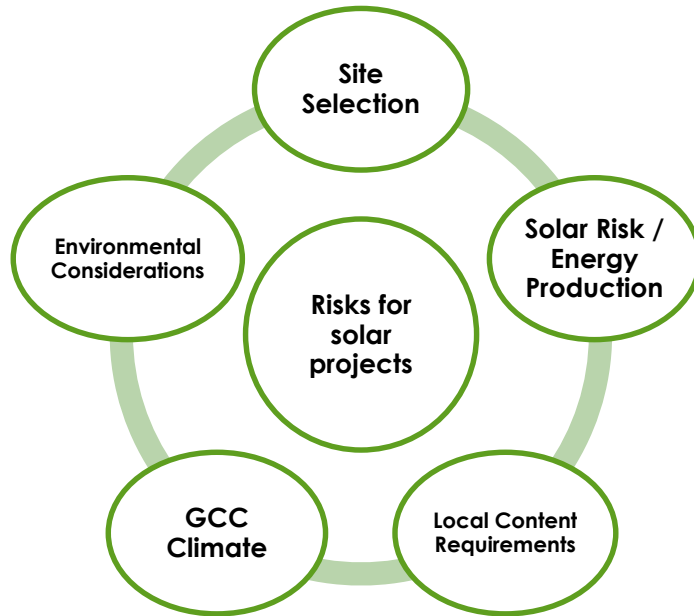 Site
Selection
Solar Risk /
Energy
Production
Local Content
Requirements
GCC
Climate
Environmental
Considerations
Risks for
solar
projects